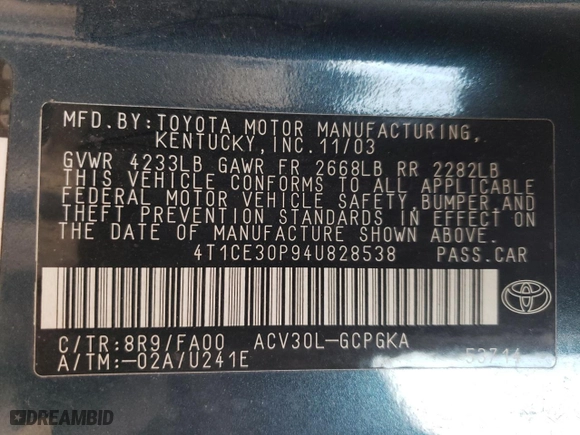 MFD.BY:TOYOTA MOTOR MANUFACTURING,
KENTUCKY,INC.11/03
GVWR 4233LB GAWR FR 2668LB RR 2282LB
THIS VEHICLE CONFORMS TO ALL APPLICABLE
FEDERAL MOTOR VEHICLE SAFETY,BUMPER,AND
THEFT PREVENTION STANDARDS IN EFFECT ON
THE DATE OF MANUFACTURE SHOWN ABOVE.
4T1CE30P94U828538 PASS.CAR
C/TR:8R9/FA00 ACV30L-GCPGKA
A/TM:-02A/U241E
TOYOTA
DREAMBID